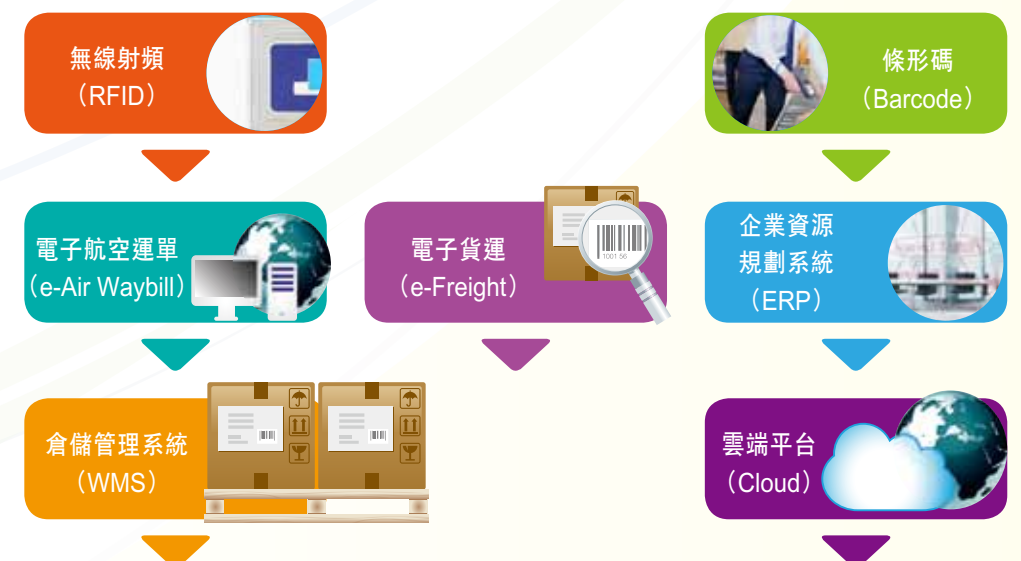 無線射頻
（RFID）
條形碼
（Barcode）
電子航空運單
（e-Air Waybill）
電子貨運
（e-Freight）
1001 56
企業資源
規劃系統
（ERP）
倉儲管理系統
（WMS）
雲端平台
（Cloud）